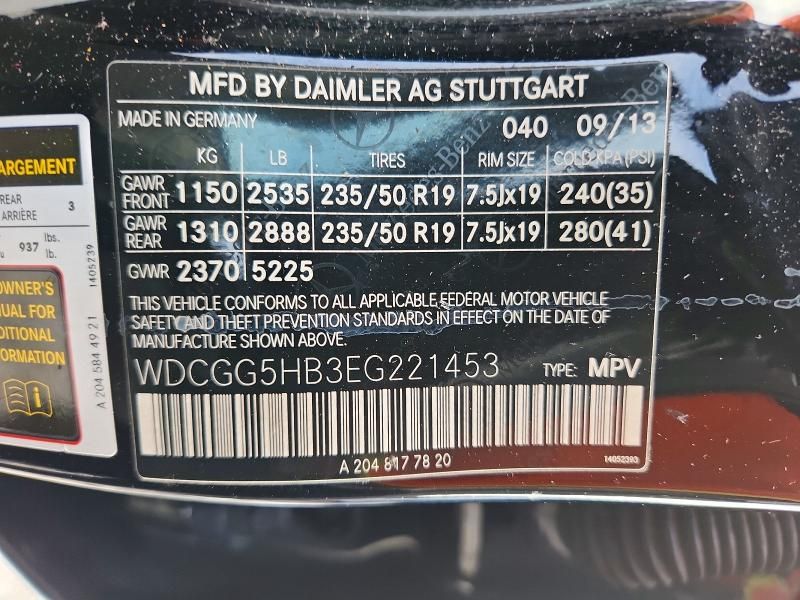 MFD BY DAIMLER AG STUTTGART
MADE IN GERMANY 040 09/13
KG LB TIRES RIM SIZE COLD KPA (PSI)
GAWR FRONT 1150 2535 235/50 R19 7.5Jx19 240(35)
GAWR REAR 1310 2888 235/50 R19 7.5Jx19 280(41)
GVWR 2370 5225
THIS VEHICLE CONFORMS TO ALL APPLICABLE FEDERAL MOTOR VEHICLE
SAFETY AND THEFT PREVENTION STANDARDS IN EFFECT ON THE DATE OF
MANUFACTURE SHOWN ABOVE.
WDCGG5HB3EG221453 TYPE: MPV
A 204 817 78 20
14052393
ARGEMENT
REAR
ARRIÈRE 3
937 lbs.
lb.
OWNER'S
FOR
A 204 584 49 21
1405239
Mercedes-Benz